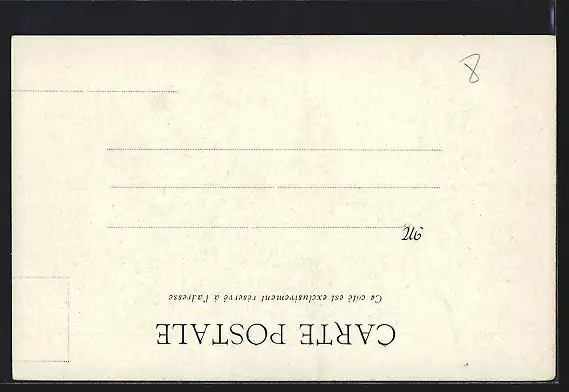 CARTE POSTALE
Ce côté est exclusivement réservé à l'adresse
M
8